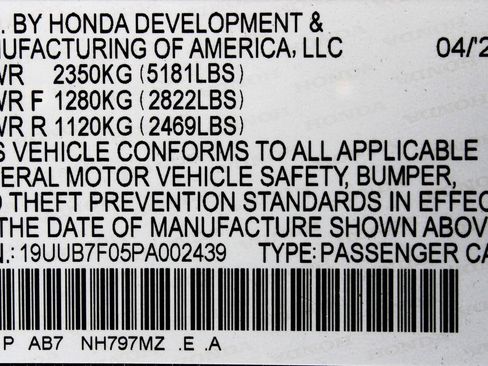 . BY HONDA DEVELOPMENT &
NUFACTURING OF AMERICA, LLC 04/'2
WR 2350KG (5181LBS)
WR F 1280KG (2822LBS)
WR R 1120KG (2469LBS)
S VEHICLE CONFORMS TO ALL APPLICABLE
ERAL MOTOR VEHICLE SAFETY, BUMPER,
D THEFT PREVENTION STANDARDS IN EFFEC
THE DATE OF MANUFACTURE SHOWN ABOV
N.: 19UUB7F05PA002439 TYPE: PASSENGER CA
P AB7 NH797MZ .E .A